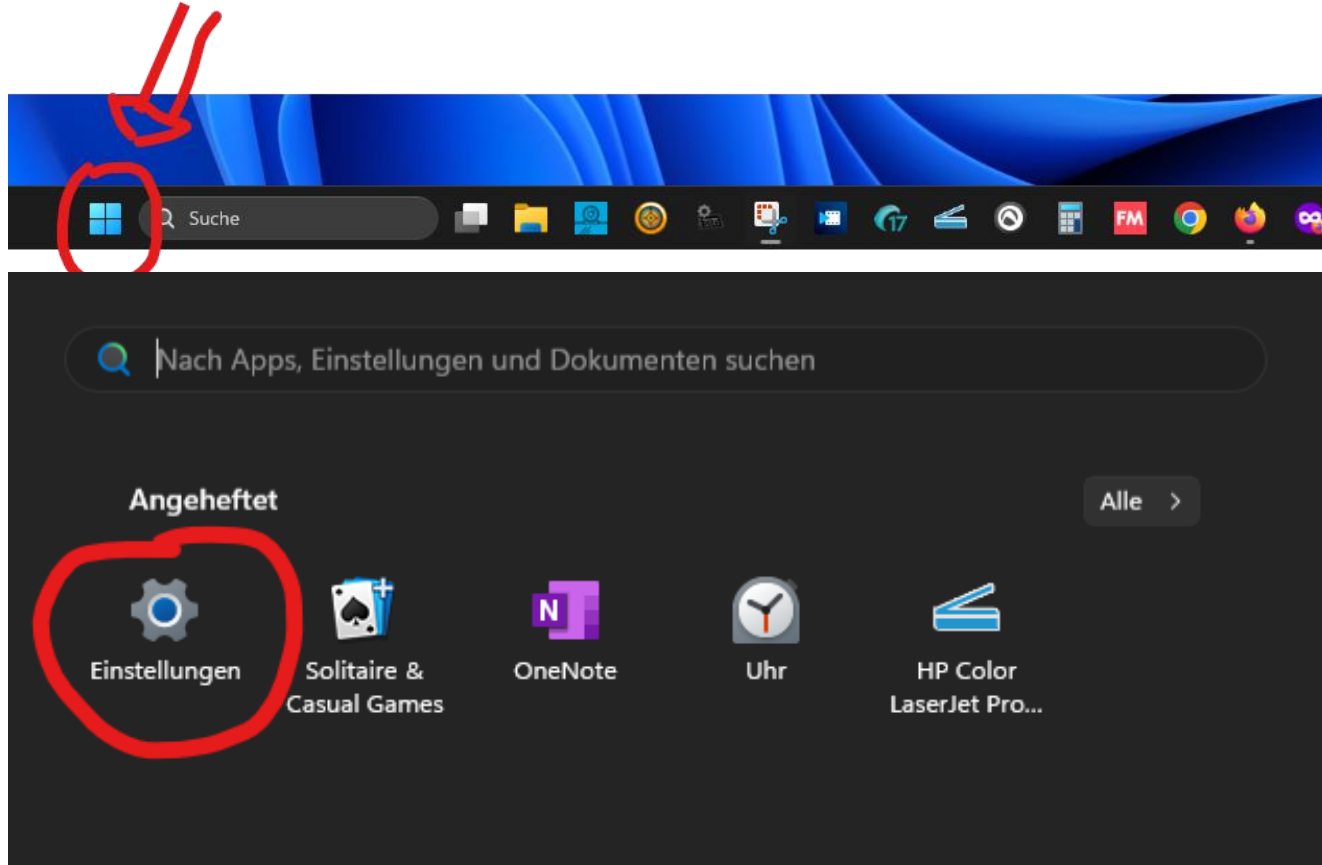 Suche
17
FM
Nach Apps, Einstellungen und Dokumenten suchen
Angeheftet
Alle >
Einstellungen
Solitaire &
Casual Games
N
OneNote
Uhr
HP Color
LaserJet Pro...